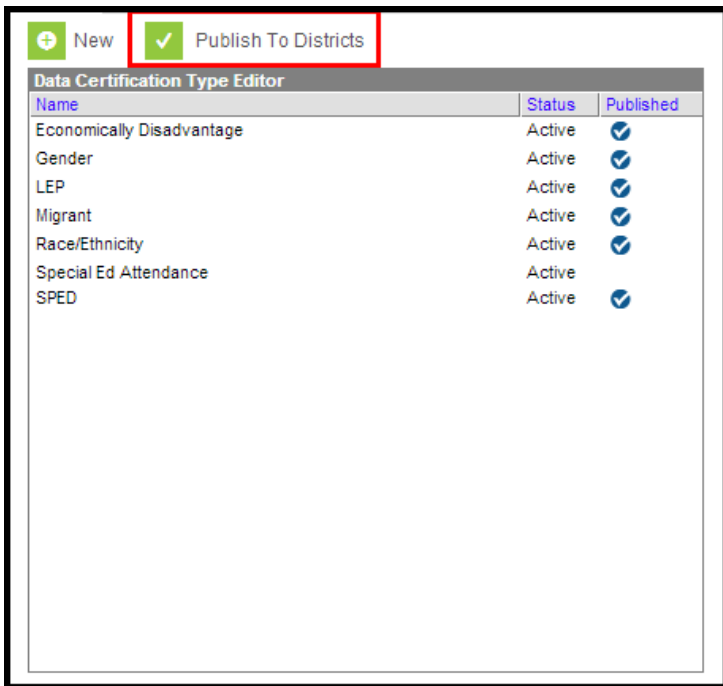 New Publish To Districts
Data Certification Type Editor
Name Status Published
Economically Disadvantage Active
Gender Active
LEP Active
Migrant Active
Race/Ethnicity Active
Special Ed Attendance Active
SPED Active